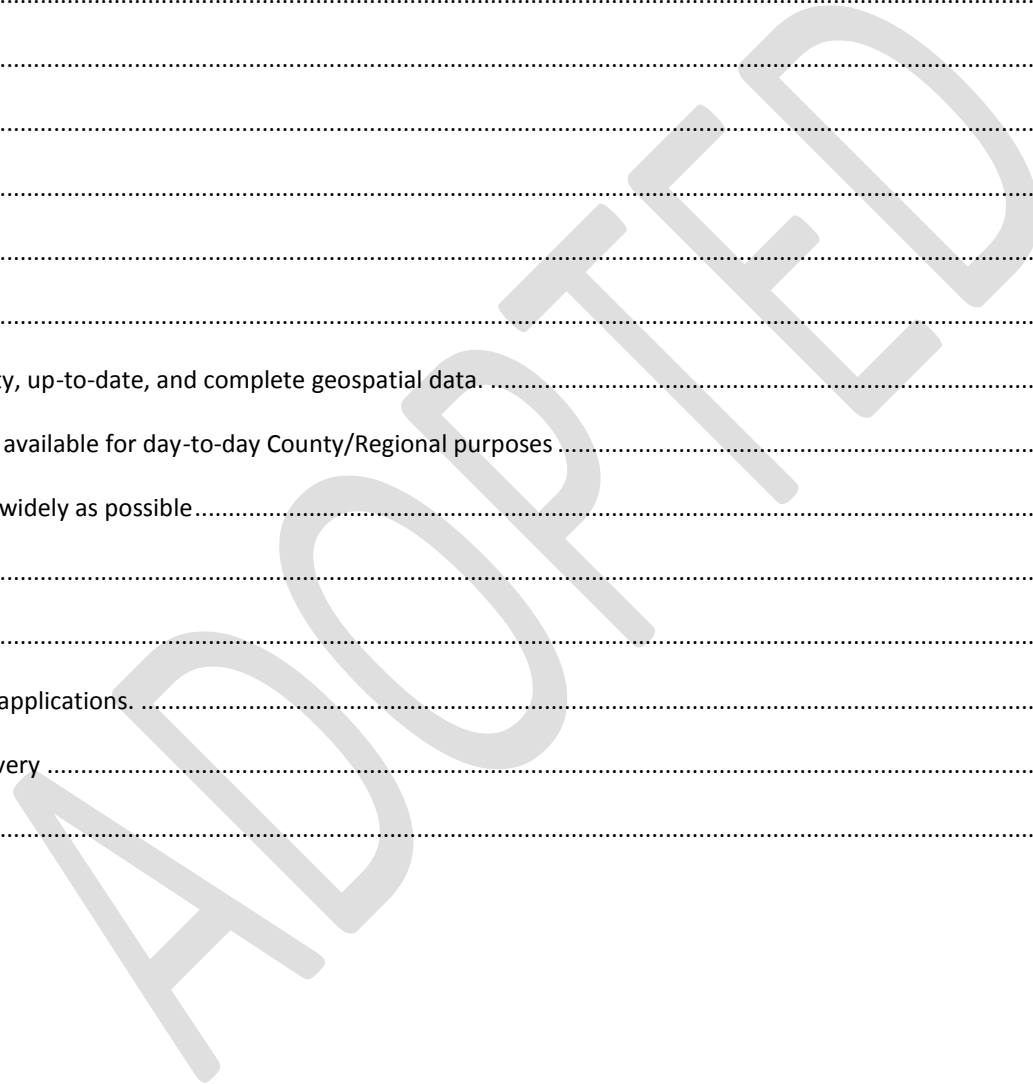 ty, up-to-date, and complete geospatial data. ................................................................................
available for day-to-day County/Regional purposes ......................................................................
widely as possible...............................................................................................................................
applications. ......................................................................................................................................
very ....................................................................................................................................................
ADOPTED